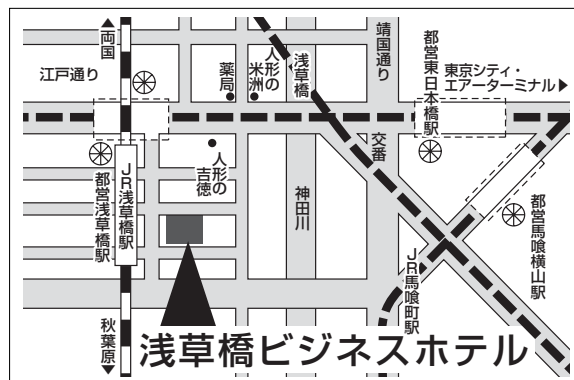 ▲両国
江戸通り
薬局
人形の
米洲
浅草橋
靖国通り
都営東日本橋駅
東京シティ・
エアーターミナル▶
人形の
吉徳
交番
神田川
都営浅草橋駅
JR浅草橋駅
都営馬喰横山駅
JR馬喰町駅
秋葉原▼
浅草橋ビジネスホテル